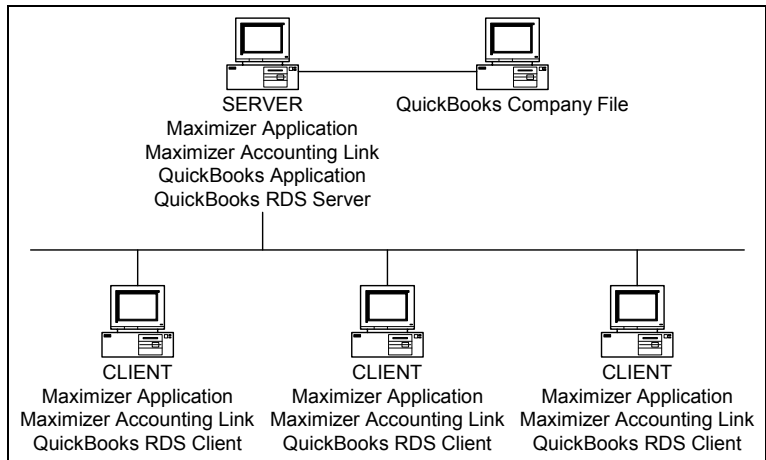 SERVER
Maximizer Application
Maximizer Accounting Link
QuickBooks Application
QuickBooks RDS Server
QuickBooks Company File
CLIENT
Maximizer Application
Maximizer Accounting Link
QuickBooks RDS Client
CLIENT
Maximizer Application
Maximizer Accounting Link
QuickBooks RDS Client
CLIENT
Maximizer Application
Maximizer Accounting Link
QuickBooks RDS Client